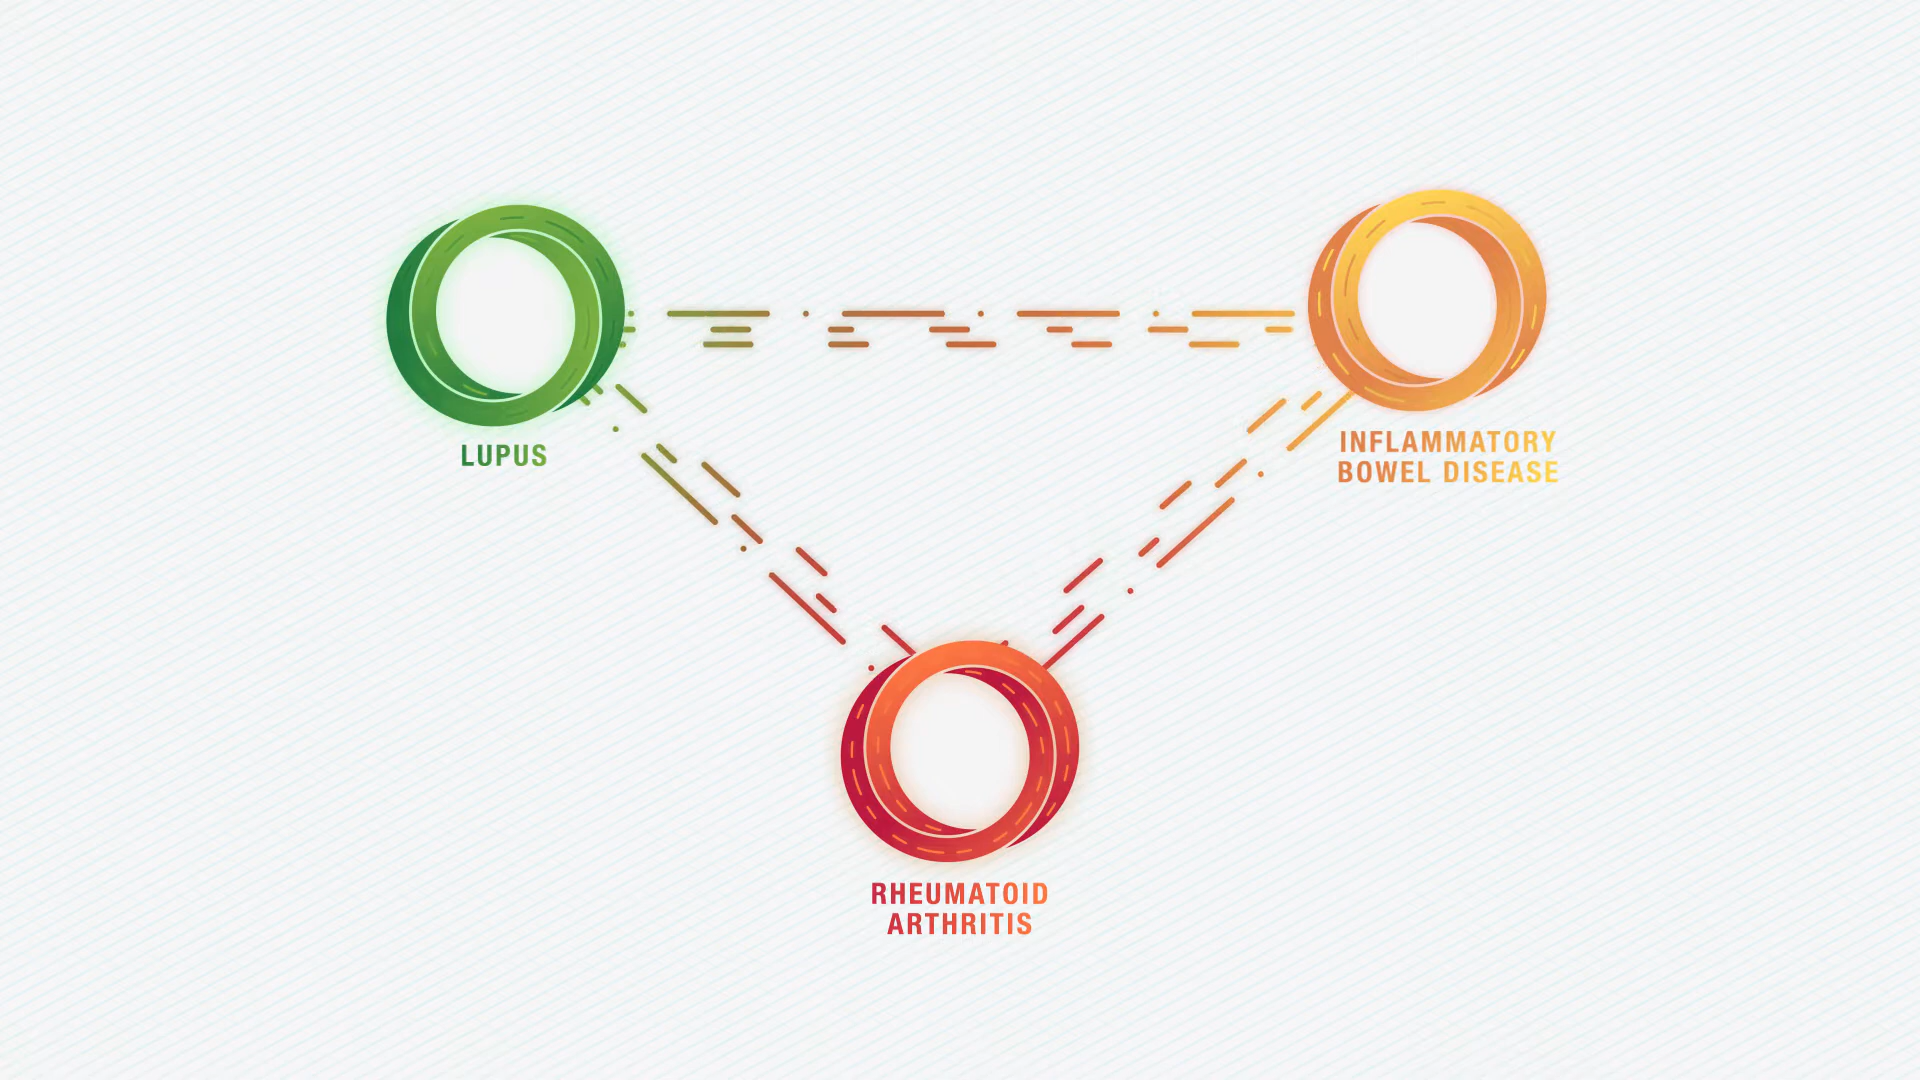 LUPUS
INFLAMMATORY
BOWEL DISEASE
RHEUMATOID
ARTHRITIS